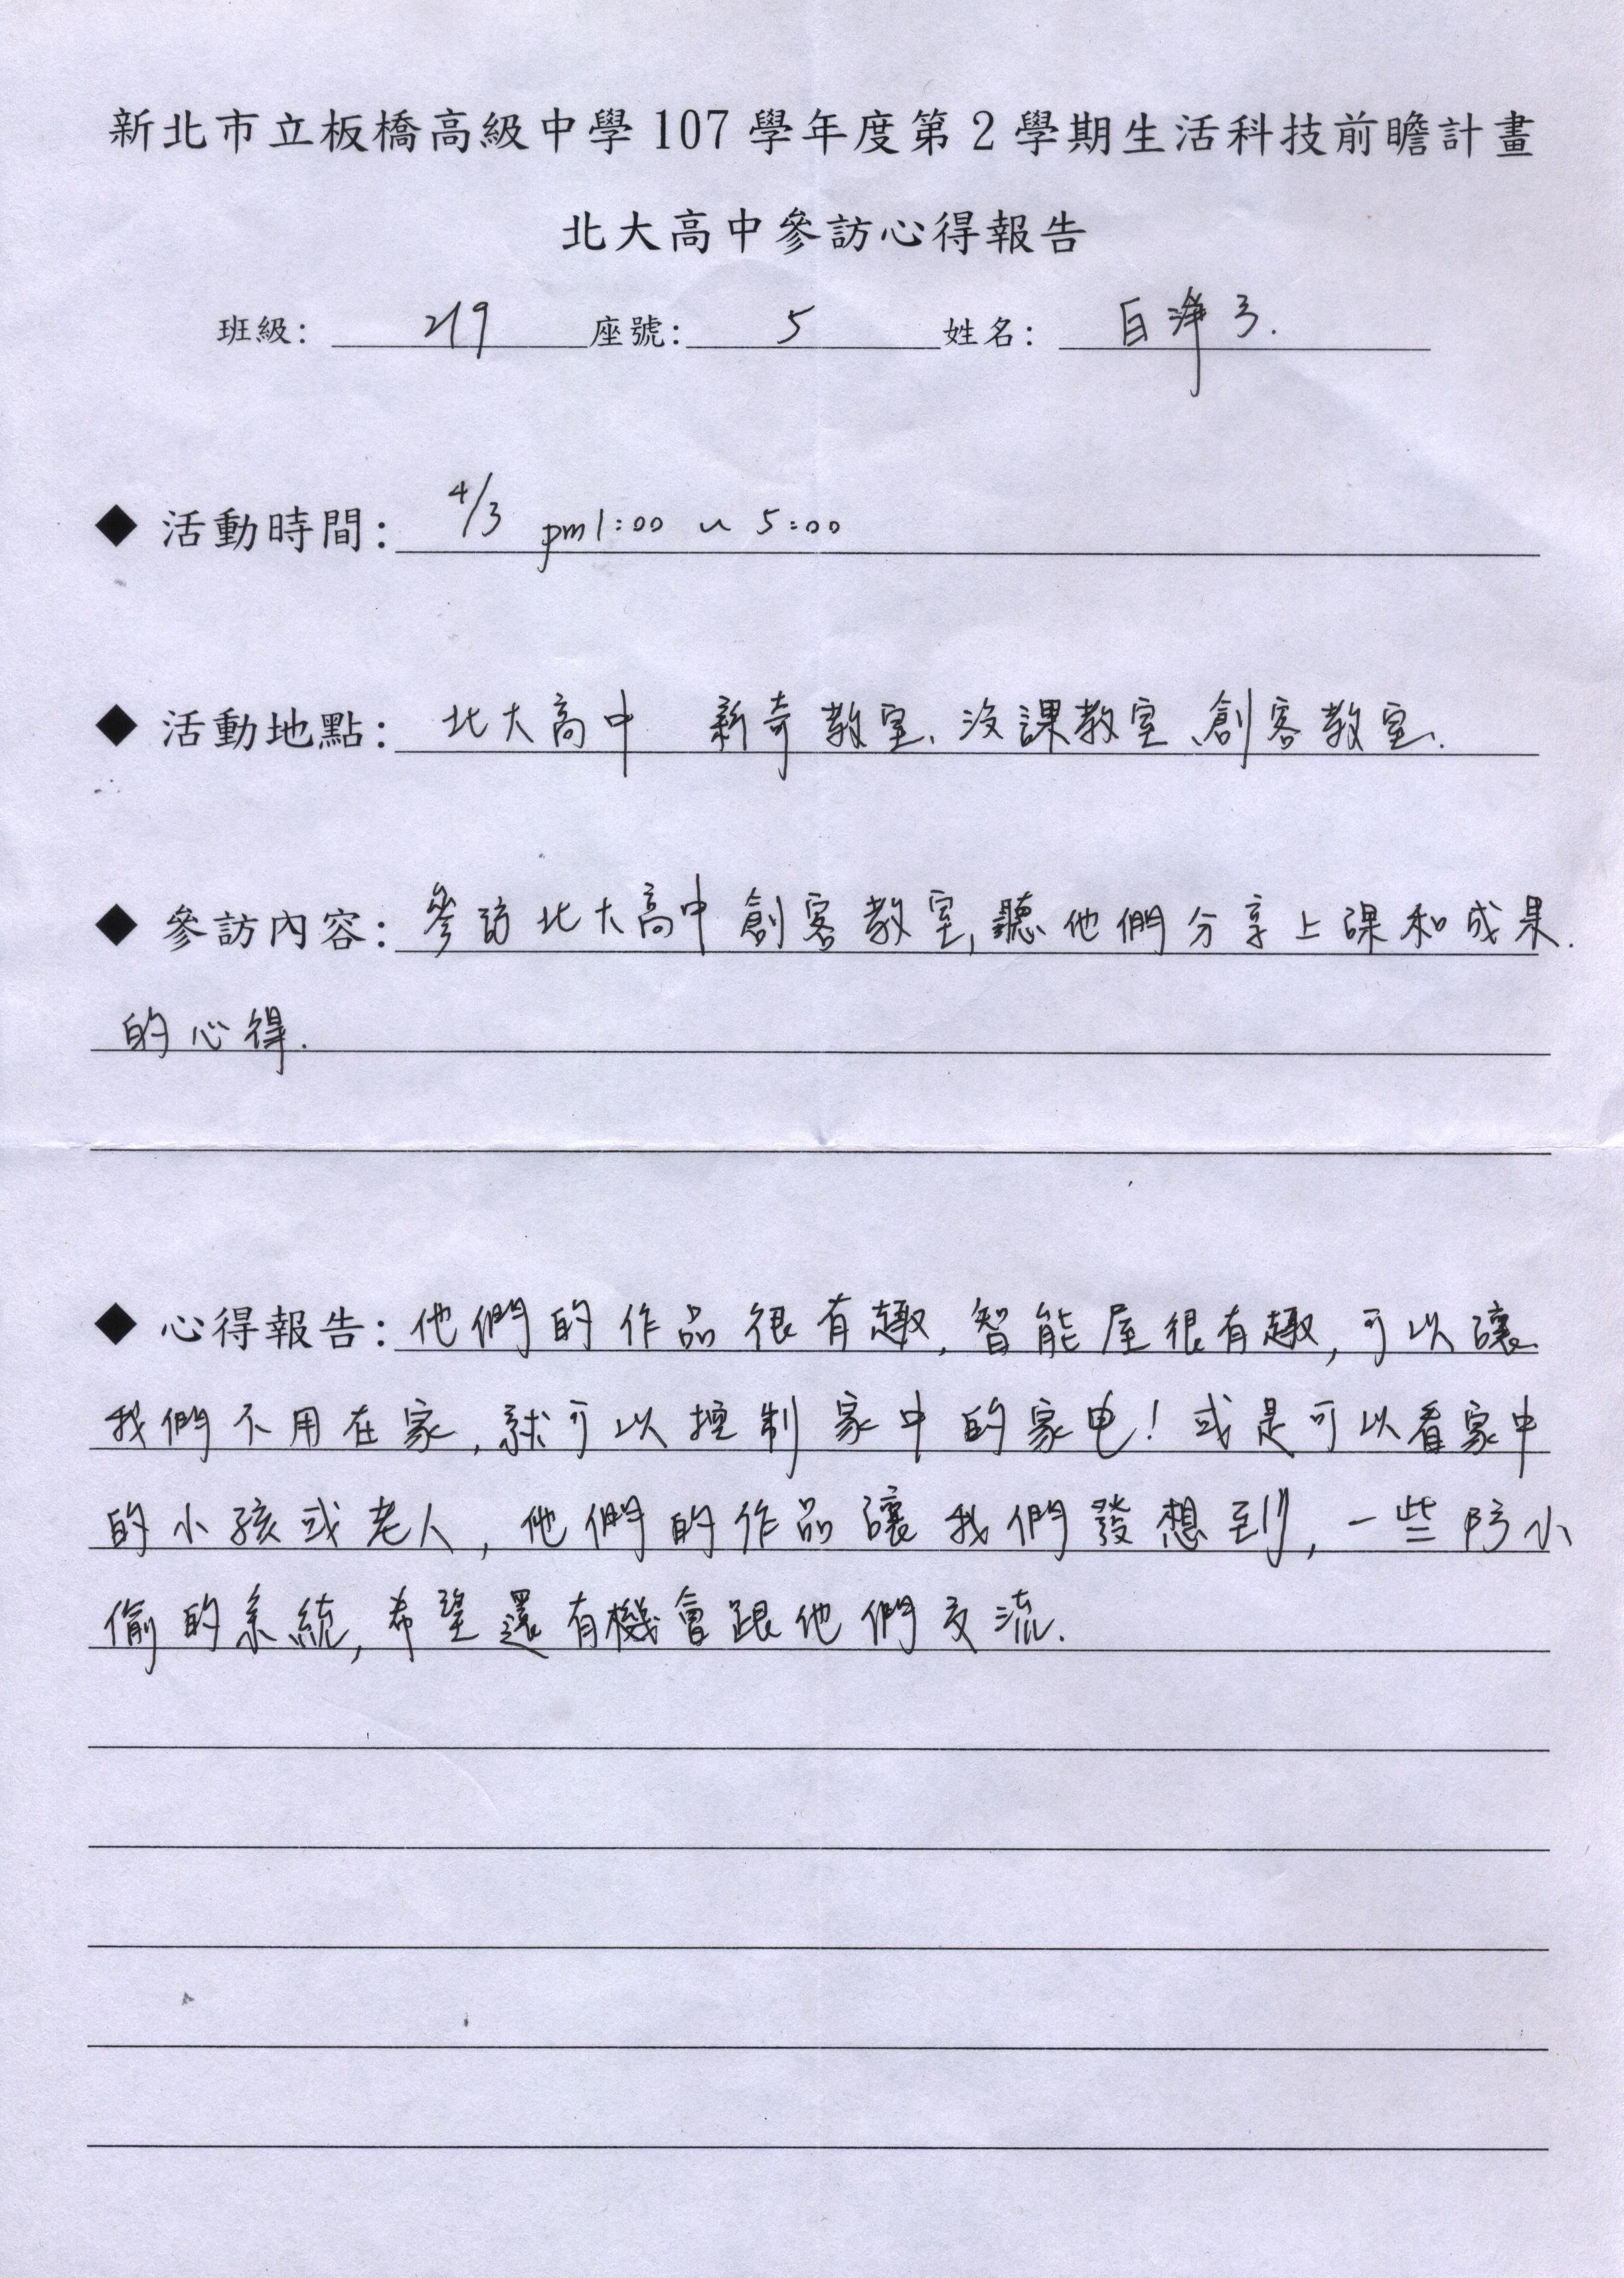 新北市立板橋高級中學 107 學年度第 2 學期生活科技前瞻計畫
北大高中參訪心得報告
班級： 219 座號： 5 姓名： 白淨
◆ 活動時間： 4/3 pm1:00 ~ 5:00
◆ 活動地點： 北大高中 新奇教室、沒課教室、創客教室.
◆ 參訪內容： 參訪北大高中創客教室, 聽他們分享上課和成果.
的心得.
◆ 心得報告： 他們的作品很有趣, 智能屋很有趣, 可以讓
我們不用在家, 就可以控制家中的家电! 或是可以看家中
的小孩或老人, 他們的作品讓我們發想到, 一些防小
偷的系統, 希望還有機會跟他們交流.